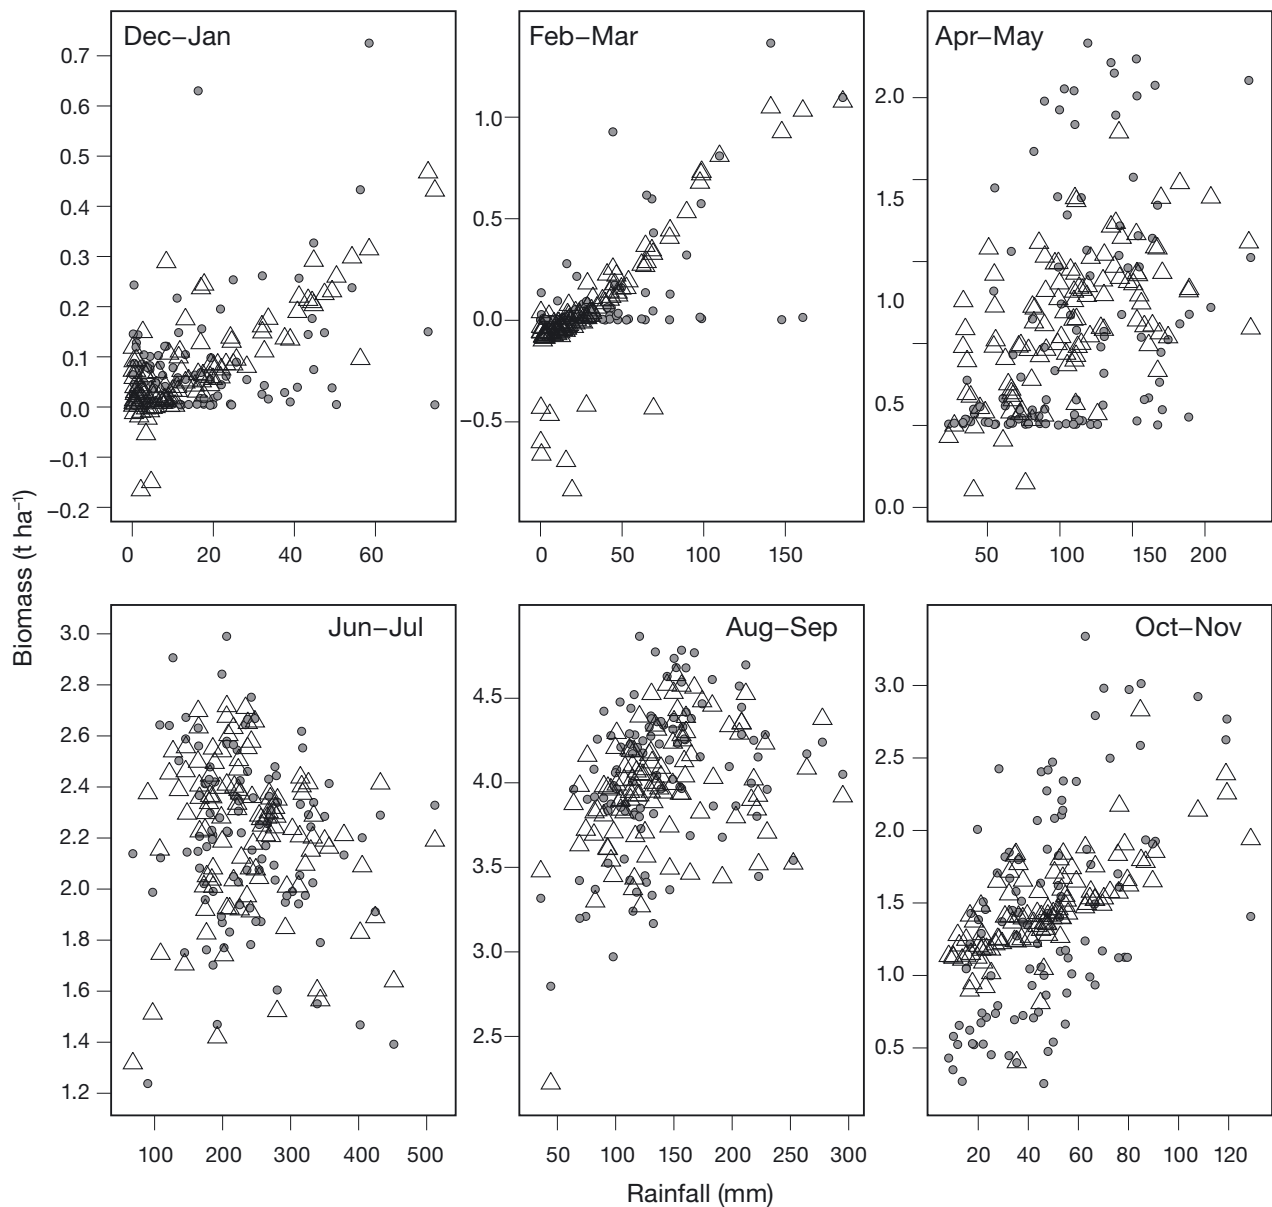 Dec–Jan
Feb–Mar
Apr–May
0.7
0.6
0.5
0.4
0.3
0.2
0.1
0.0
−0.1
−0.2
1.0
0.5
0.0
−0.5
2.0
1.5
1.0
0.5
0.0
0 20 40 60
0 50 100 150
50 100 150 200
Biomass (t ha⁻¹)
Jun–Jul
Aug–Sep
Oct–Nov
3.0
2.8
2.6
2.4
2.2
2.0
1.8
1.6
1.4
1.2
4.5
4.0
3.5
3.0
2.5
3.0
2.5
2.0
1.5
1.0
0.5
100 200 300 400 500
50 100 150 200 250 300
20 40 60 80 100 120
Rainfall (mm)